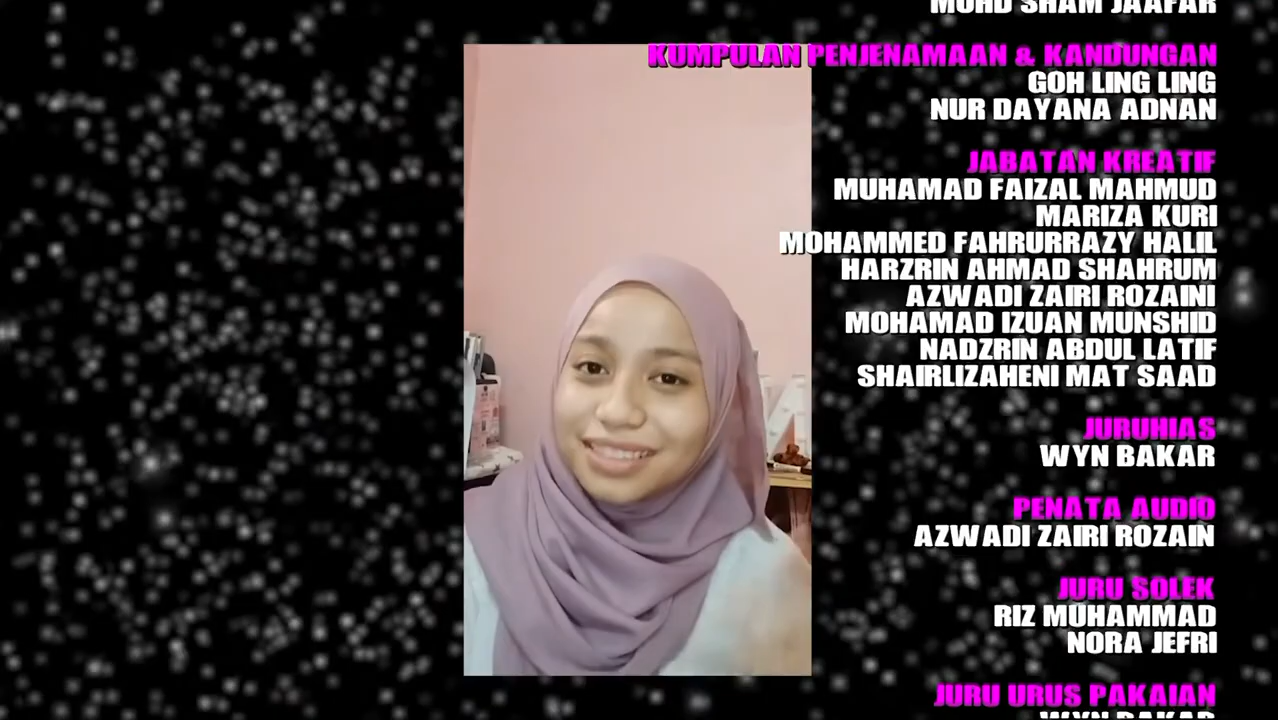 MOHD SHAM JAAFAR
KUMPULAN PENJENAMAAN & KANDUNGAN
GOH LING LING
NUR DAYANA ADNAN
JABATAN KREATIF
MUHAMAD FAIZAL MAHMUD
MARIZA KURI
MOHAMMED FAHRURRAZY HALIL
HARZRIN AHMAD SHAHRUM
AZWADI ZAIRI ROZAINI
MOHAMAD IZUAN MUNSHID
NADZRIN ABDUL LATIF
SHAIRLIZAHENI MAT SAAD
JURUHIAS
WYN BAKAR
PENATA AUDIO
AZWADI ZAIRI ROZAIN
JURU SOLEK
RIZ MUHAMMAD
NORA JEFRI
JURU URUS PAKAIAN
WYN BAKAR